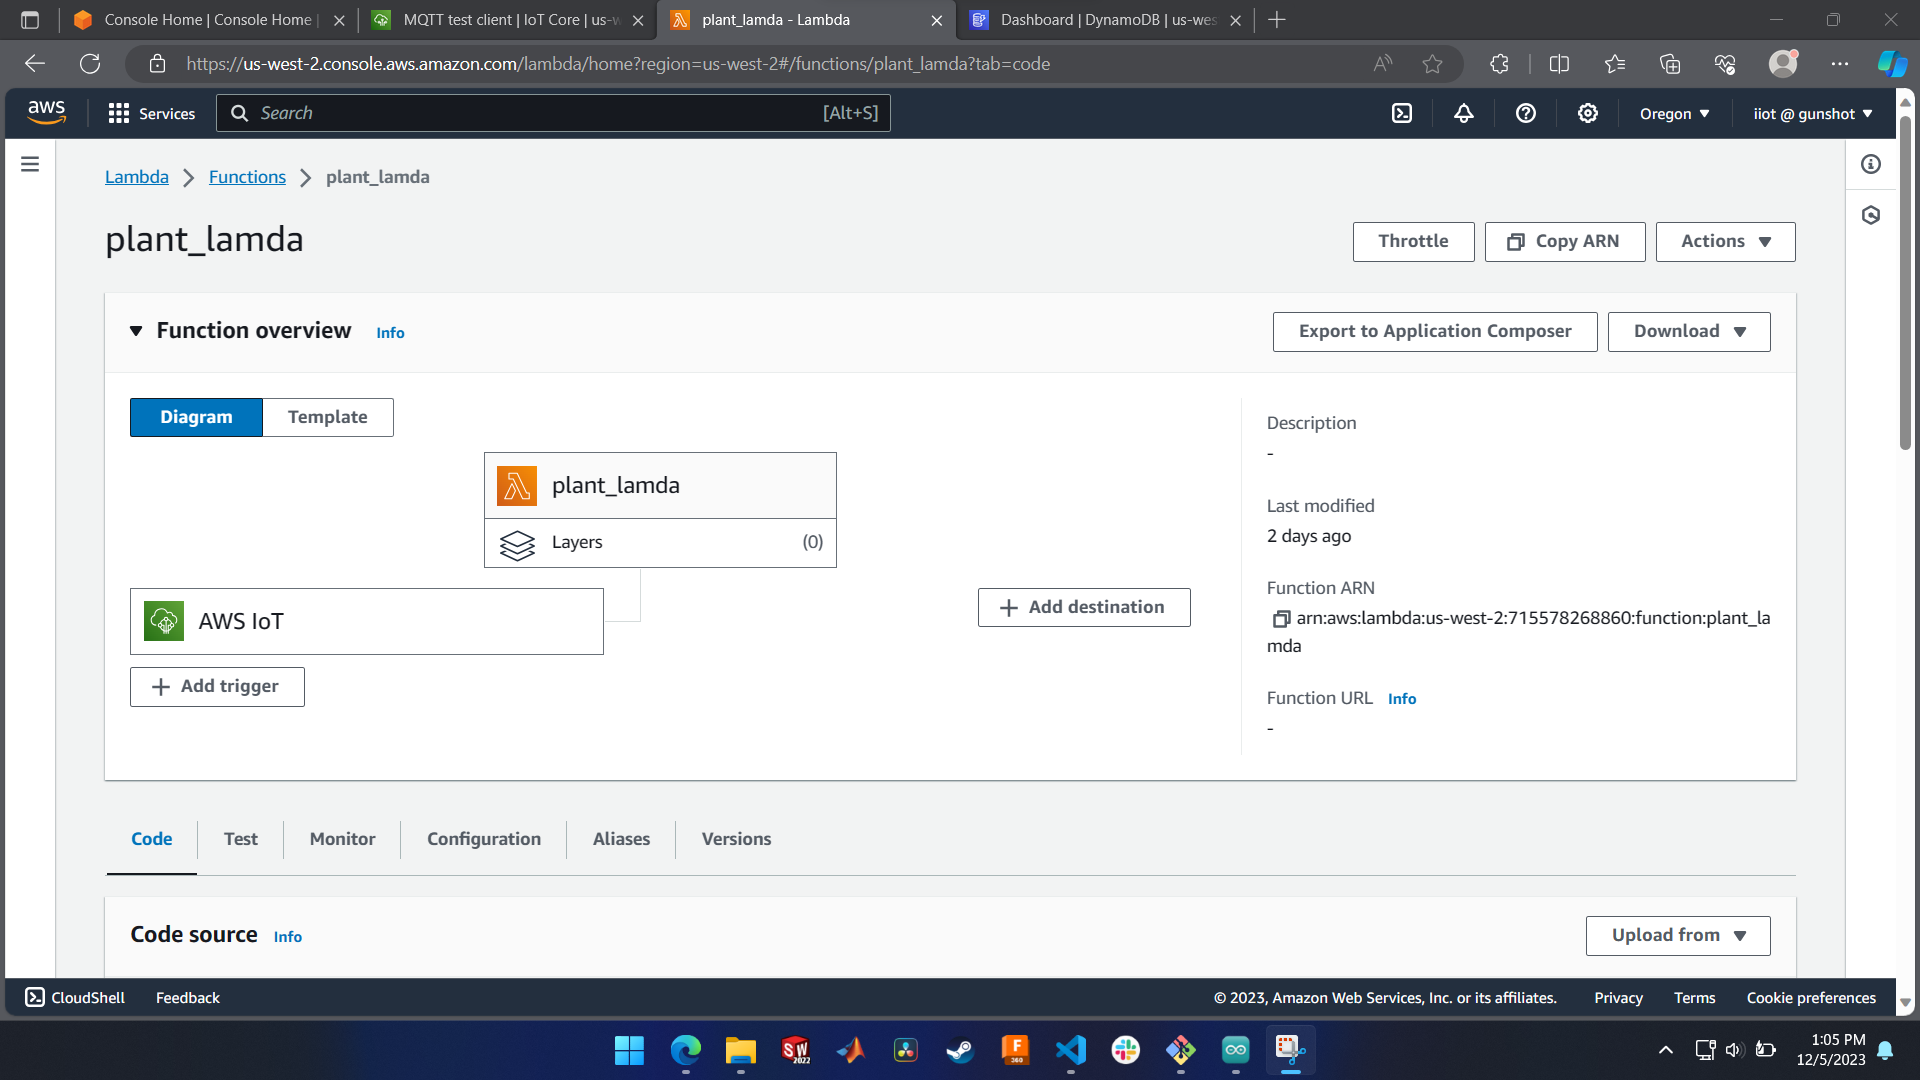 Console Home | Console Home |
MQTT test client | IoT Core | us-w
plant_lamda - Lambda
Dashboard | DynamoDB | us-wes
https://us-west-2.console.aws.amazon.com/lambda/home?region=us-west-2#/functions/plant_lamda?tab=code
aws
Services
Search
[Alt+S]
Oregon
iiot @ gunshot
Lambda
Functions
plant_lamda
plant_lamda
Throttle
Copy ARN
Actions
Function overview
Info
Export to Application Composer
Download
Diagram
Template
plant_lamda
Layers
(0)
AWS IoT
Add trigger
Add destination
Description
-
Last modified
2 days ago
Function ARN
arn:aws:lambda:us-west-2:715578268860:function:plant_la
mda
Function URL Info
-
Code
Test
Monitor
Configuration
Aliases
Versions
Code source
Info
Upload from
CloudShell
Feedback
© 2023, Amazon Web Services, Inc. or its affiliates.
Privacy
Terms
Cookie preferences
SW
2022
F
360
1:05 PM
12/5/2023